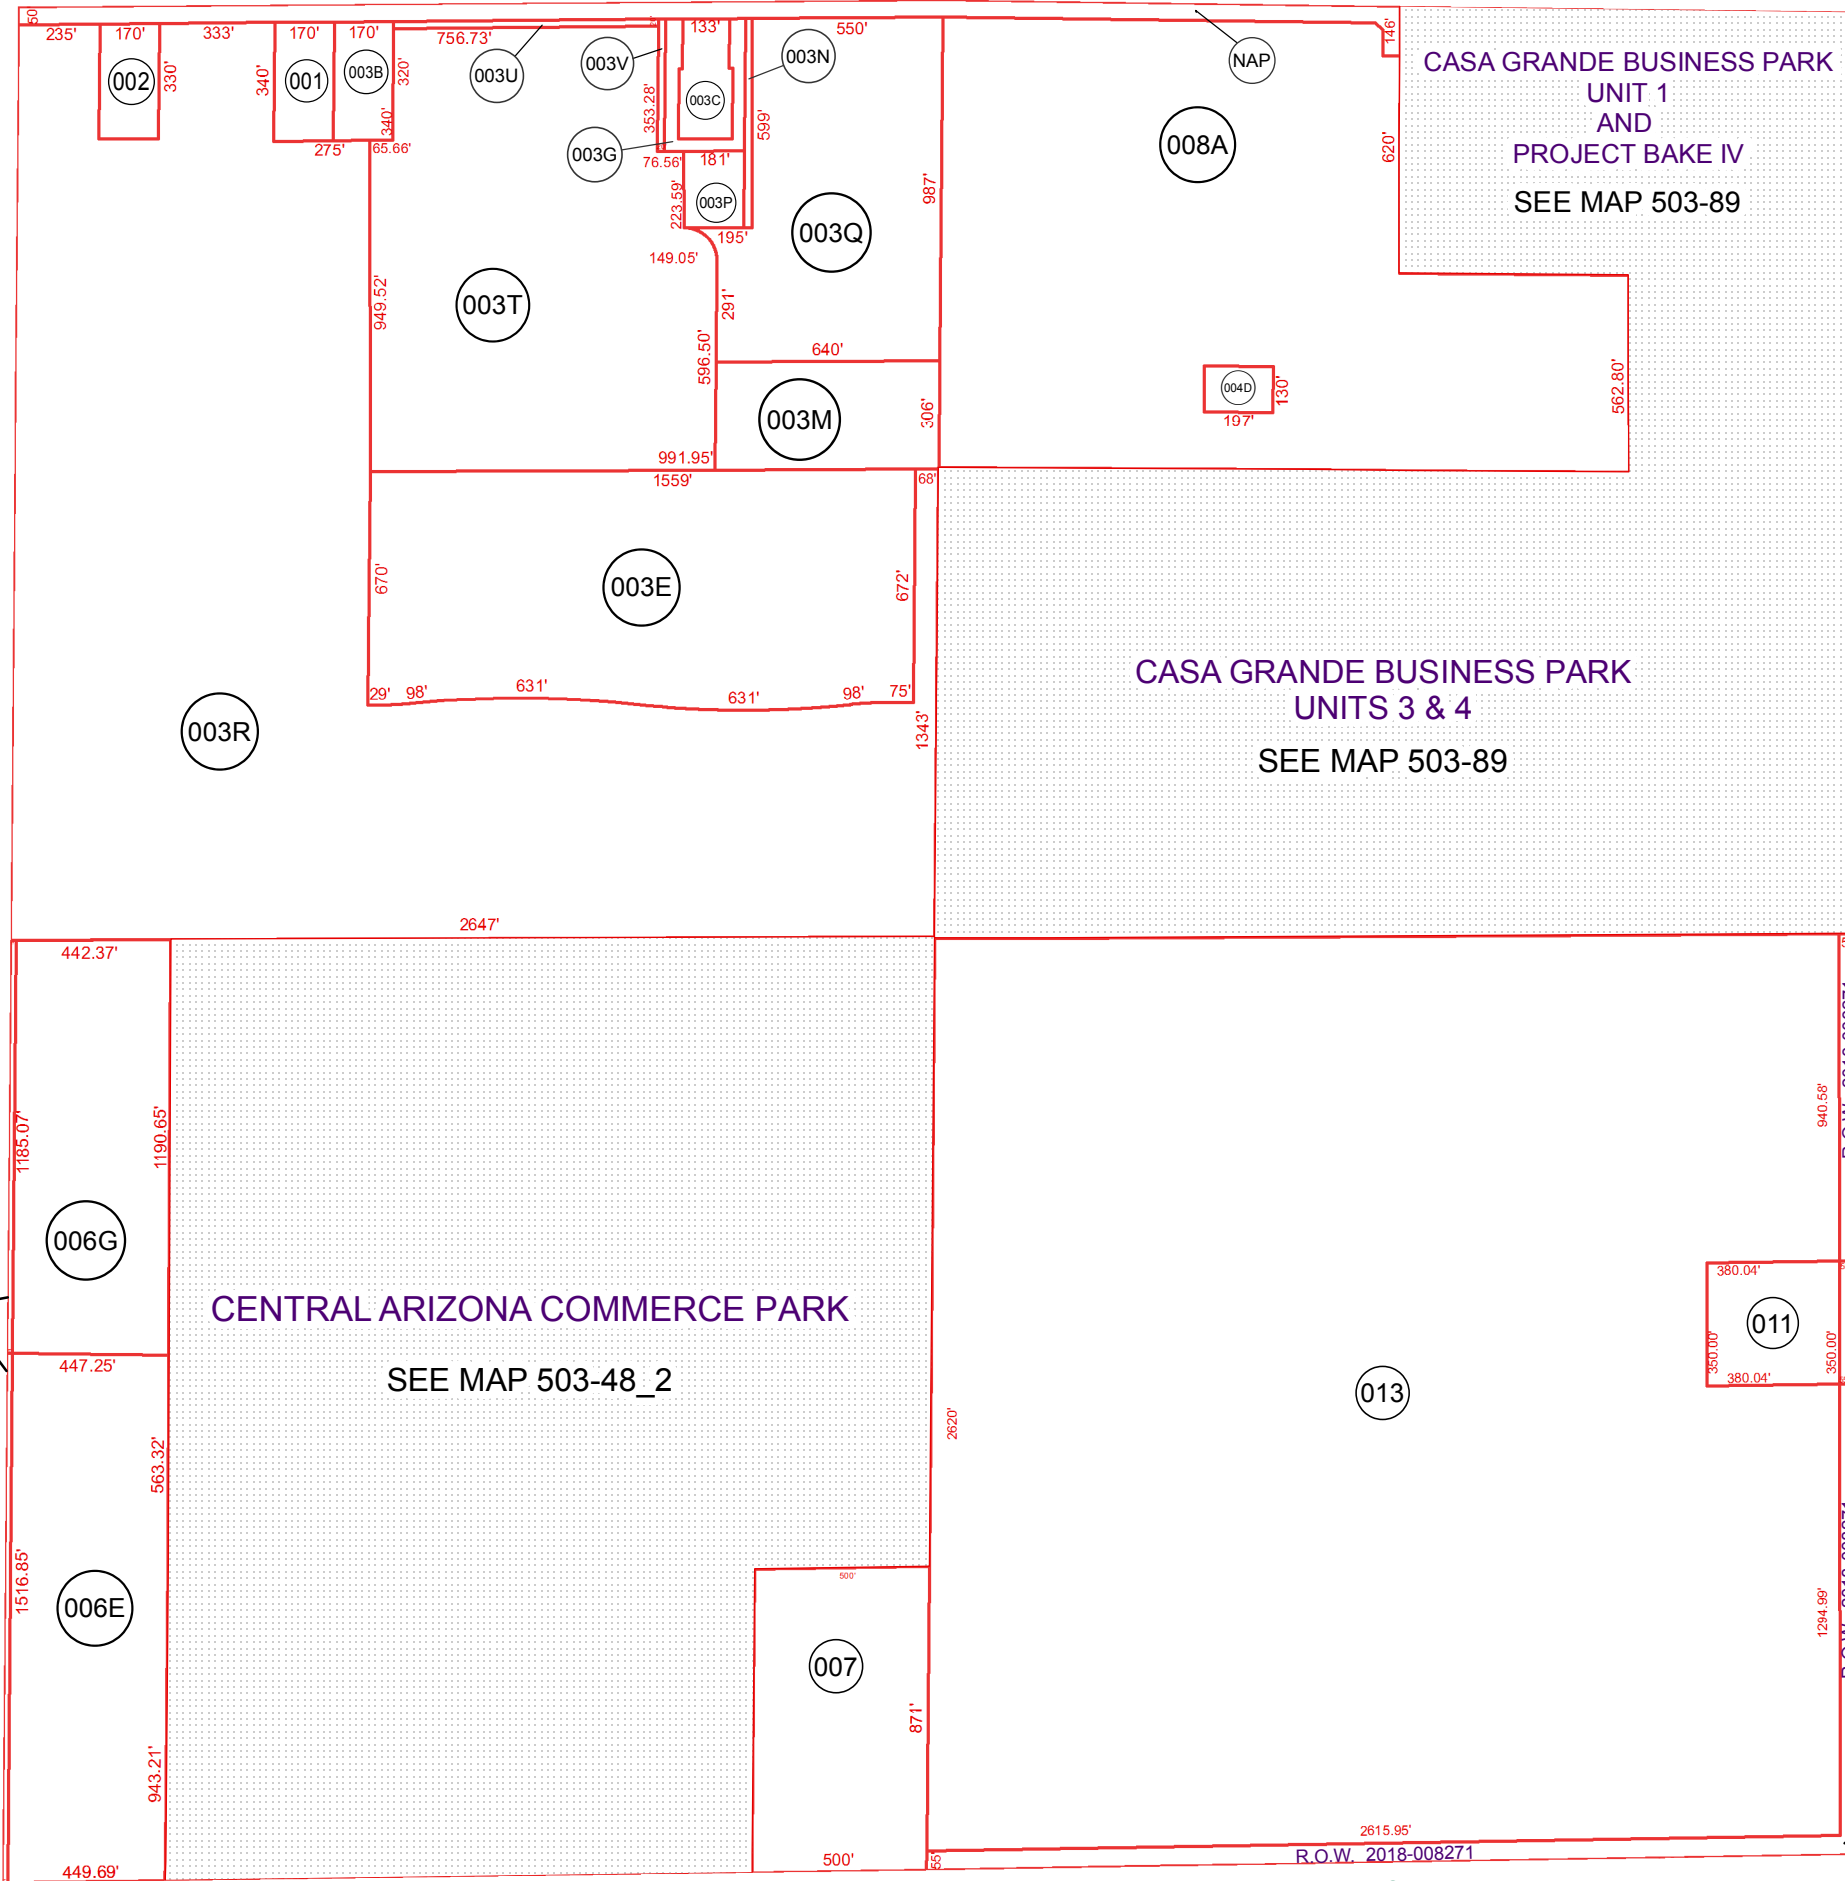 50'
235'
170'
333'
170'
170'
756.73'
133'
550'
146'
002
330'
340'
001
003B
320'
340'
003U
003V
353.28'
003C
003N
599'
NAP
008A
620'
CASA GRANDE BUSINESS PARK
UNIT 1
AND
PROJECT BAKE IV
SEE MAP 503-89
275'
65.66'
003G
76.56'
181'
223.59'
003P
195'
987'
003Q
149.05'
949.52'
003T
291'
596.50'
640'
004D
130'
197'
562.80'
003M
306'
991.95'
1559'
68'
670'
003E
672'
29'
98'
631'
631'
98'
75'
003R
1343'
CASA GRANDE BUSINESS PARK
UNITS 3 & 4
SEE MAP 503-89
2647'
442.37'
1185.07'
1190.65'
940.58'
006G
380.04'
011
350.00'
350.00'
380.04'
CENTRAL ARIZONA COMMERCE PARK
SEE MAP 503-48_2
447.25'
013
2620'
563.32'
1516.85'
006E
500'
1294.99'
007
871'
943.21'
2615.95'
449.69'
500'
55'
R.O.W. 2018-008271